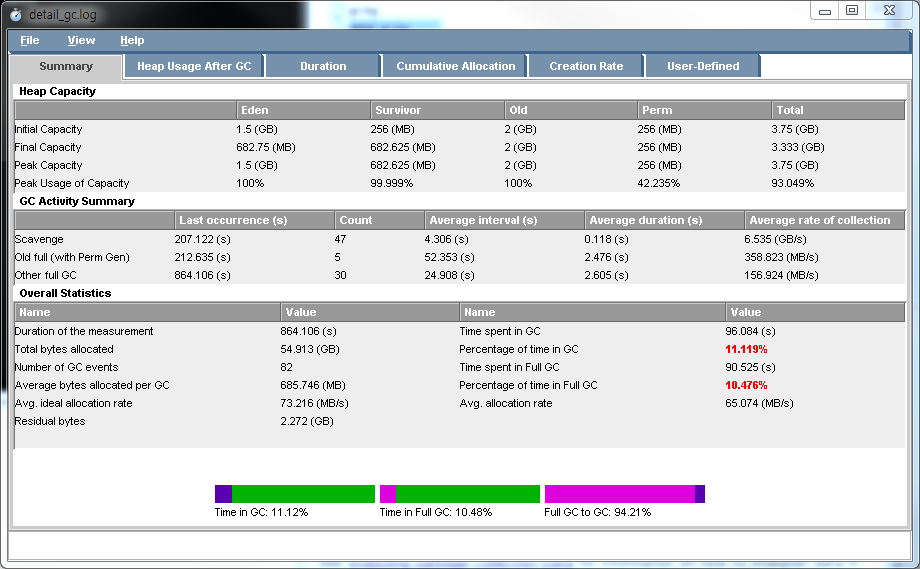 detail_gc.log
File View Help
Summary Heap Usage After GC Duration Cumulative Allocation Creation Rate User-Defined
Heap Capacity
Eden Survivor Old Perm Total
Initial Capacity 1.5 (GB) 256 (MB) 2 (GB) 256 (MB) 3.75 (GB)
Final Capacity 682.75 (MB) 682.625 (MB) 2 (GB) 256 (MB) 3.333 (GB)
Peak Capacity 1.5 (GB) 682.625 (MB) 2 (GB) 256 (MB) 3.75 (GB)
Peak Usage of Capacity 100% 99.999% 100% 42.235% 93.049%
GC Activity Summary
Last occurrence (s) Count Average interval (s) Average duration (s) Average rate of collection
Scavenge 207.122 (s) 47 4.306 (s) 0.118 (s) 6.535 (GB/s)
Old full (with Perm Gen) 212.635 (s) 5 52.353 (s) 2.476 (s) 358.823 (MB/s)
Other full GC 864.106 (s) 30 24.908 (s) 2.605 (s) 156.924 (MB/s)
Overall Statistics
Name Value Name Value
Duration of the measurement 864.106 (s) Time spent in GC 96.084 (s)
Total bytes allocated 54.913 (GB) Percentage of time in GC 11.119%
Number of GC events 82 Time spent in Full GC 90.525 (s)
Average bytes allocated per GC 685.746 (MB) Percentage of time in Full GC 10.476%
Avg. ideal allocation rate 73.216 (MB/s) Avg. allocation rate 65.074 (MB/s)
Residual bytes 2.272 (GB)
Time in GC: 11.12% Time in Full GC: 10.48% Full GC to GC: 94.21%